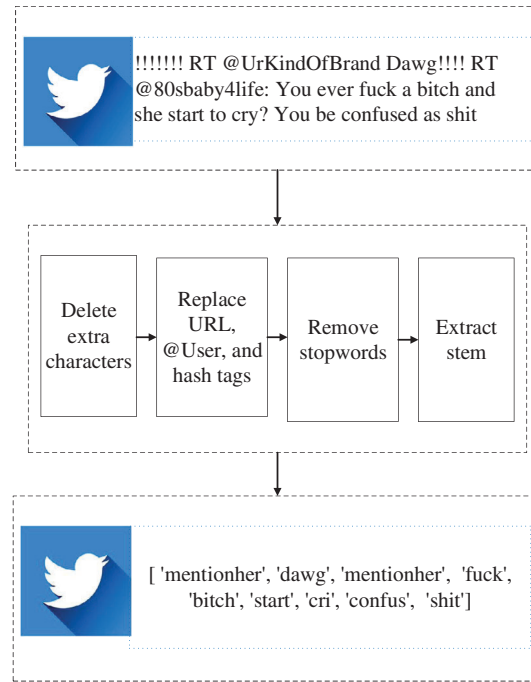 !!!!!!! RT @UrKindOfBrand Dawg!!!! RT
@80sbaby4life: You ever fuck a bitch and
she start to cry? You be confused as shit
Delete
extra
characters
Replace
URL,
@User, and
hash tags
Remove
stopwords
Extract
stem
[ 'mentionher', 'dawg', 'mentionher', 'fuck',
'bitch', 'start', 'cri', 'confus', 'shit']